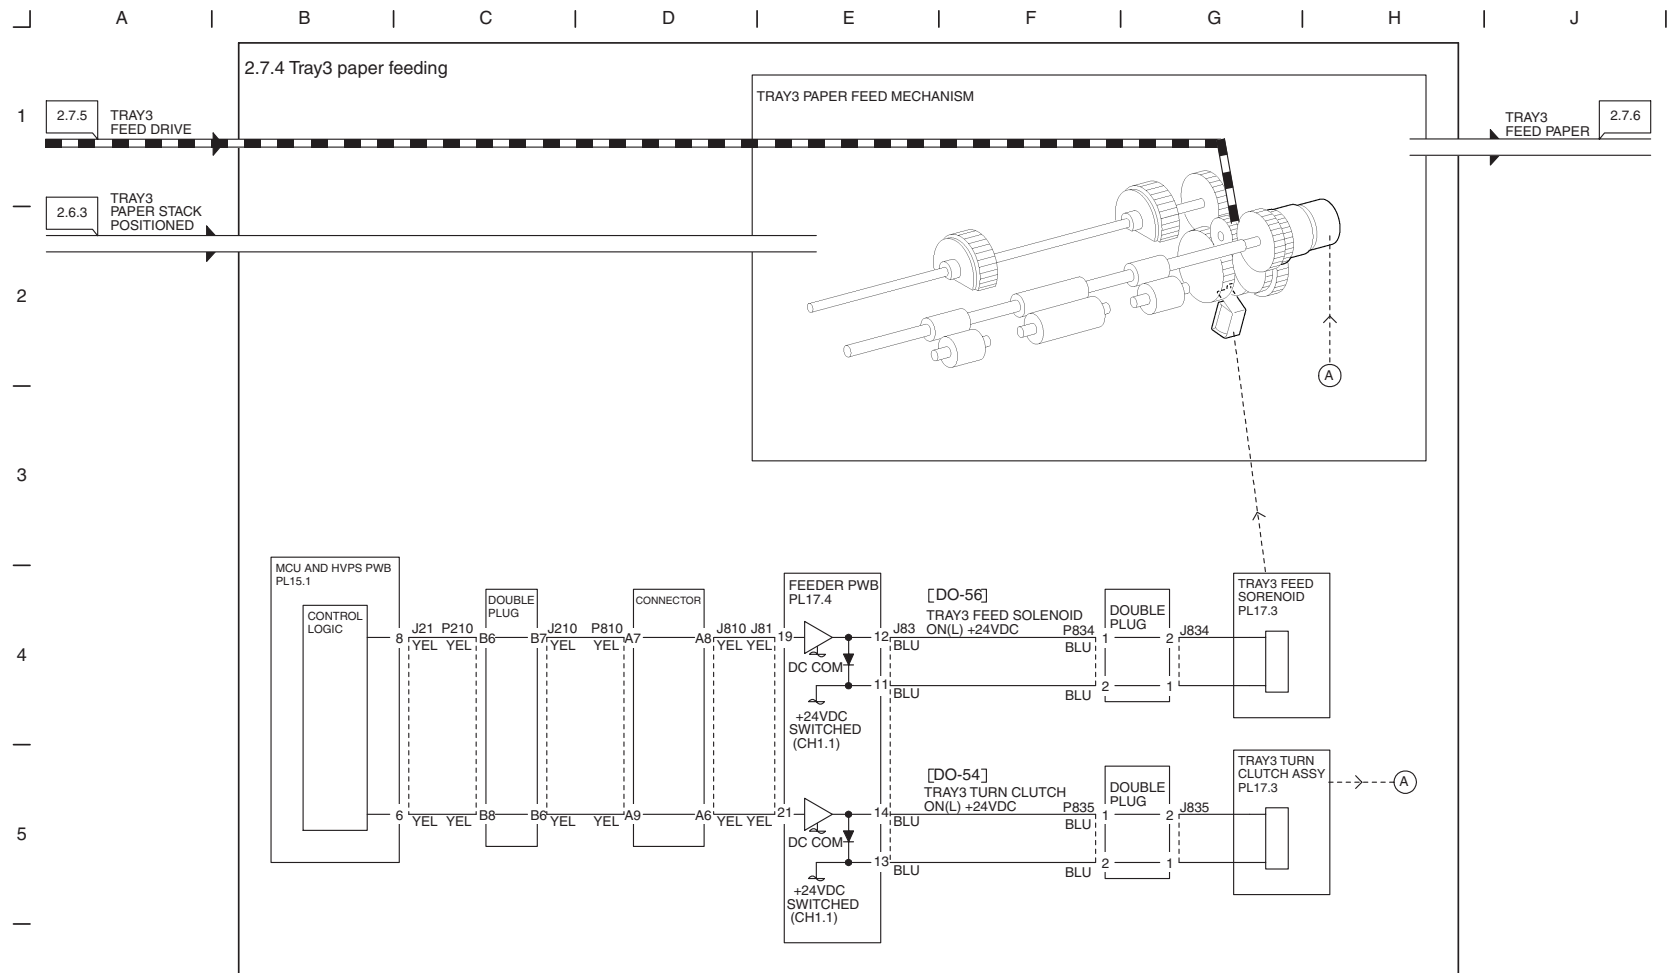 A B C D E F G H J
2.7.4 Tray3 paper feeding
TRAY3 PAPER FEED MECHANISM
1
2.7.5
TRAY3
FEED DRIVE
TRAY3
FEED PAPER
2.7.6
2.6.3
TRAY3
PAPER STACK
POSITIONED
2
A
3
MCU AND HVPS PWB
PL15.1
CONTROL
LOGIC
DOUBLE
PLUG
CONNECTOR
FEEDER PWB
PL17.4
[DO-56]
TRAY3 FEED SOLENOID
ON(L) +24VDC
DOUBLE
PLUG
TRAY3 FEED
SORENOID
PL17.3
4
8 J21 P210 B6 B7 J210 P810 A7 A8 J810 J81 19 12 J83 P834 1 2 J834
YEL YEL YEL YEL YEL YEL BLU BLU
DC COM
11 BLU BLU 2 1
+24VDC
SWITCHED
(CH1.1)
[DO-54]
TRAY3 TURN CLUTCH
ON(L) +24VDC
DOUBLE
PLUG
TRAY3 TURN
CLUTCH ASSY
PL17.3
A
5
6 YEL YEL B8 B6 YEL YEL A9 A6 YEL YEL 21 14 BLU P835 1 2 J835
BLU
DC COM
13 BLU BLU 2 1
+24VDC
SWITCHED
(CH1.1)